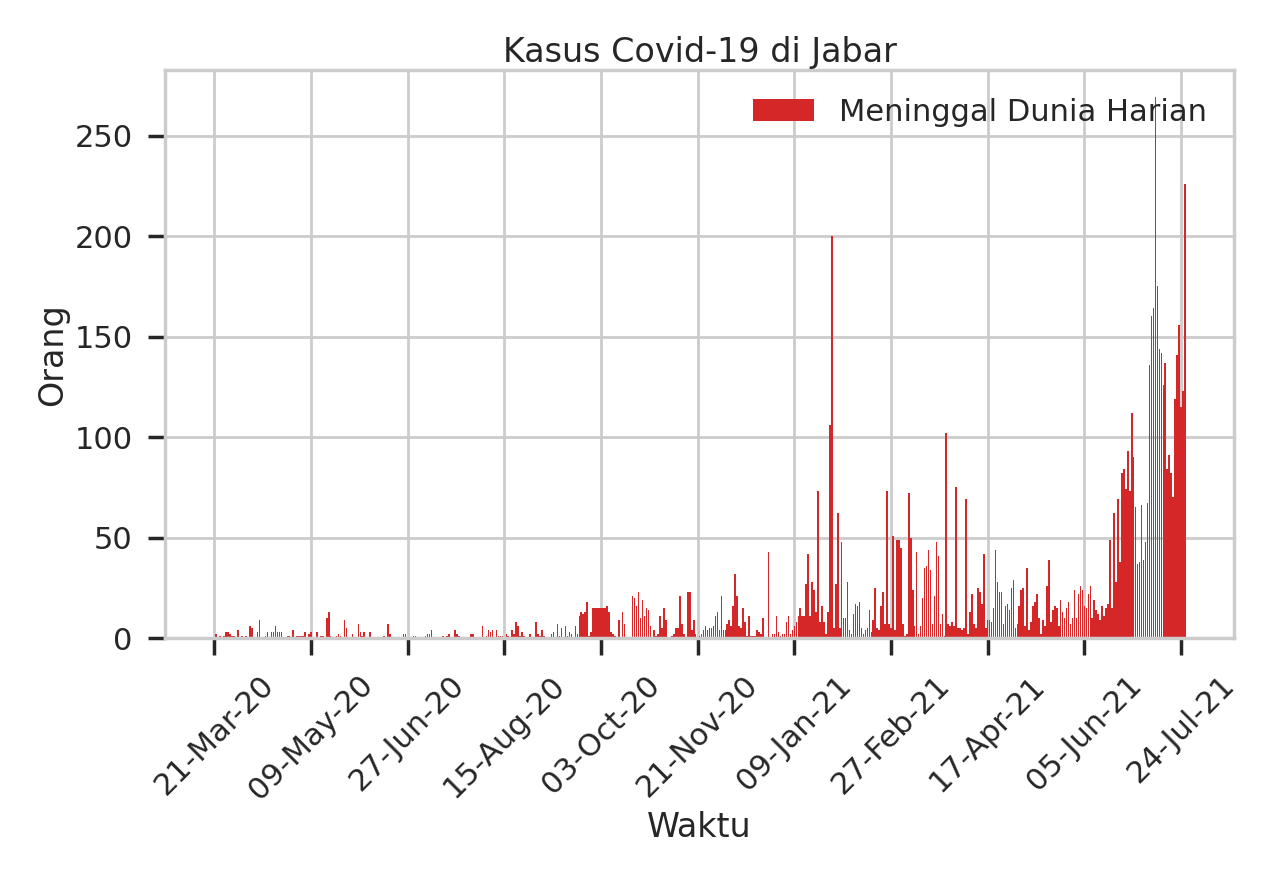 Kasus Covid-19 di Jabar
Meninggal Dunia Harian
Orang
250
200
150
100
50
0
21-Mar-20
09-May-20
27-Jun-20
15-Aug-20
03-Oct-20
21-Nov-20
09-Jan-21
27-Feb-21
17-Apr-21
05-Jun-21
24-Jul-21
Waktu